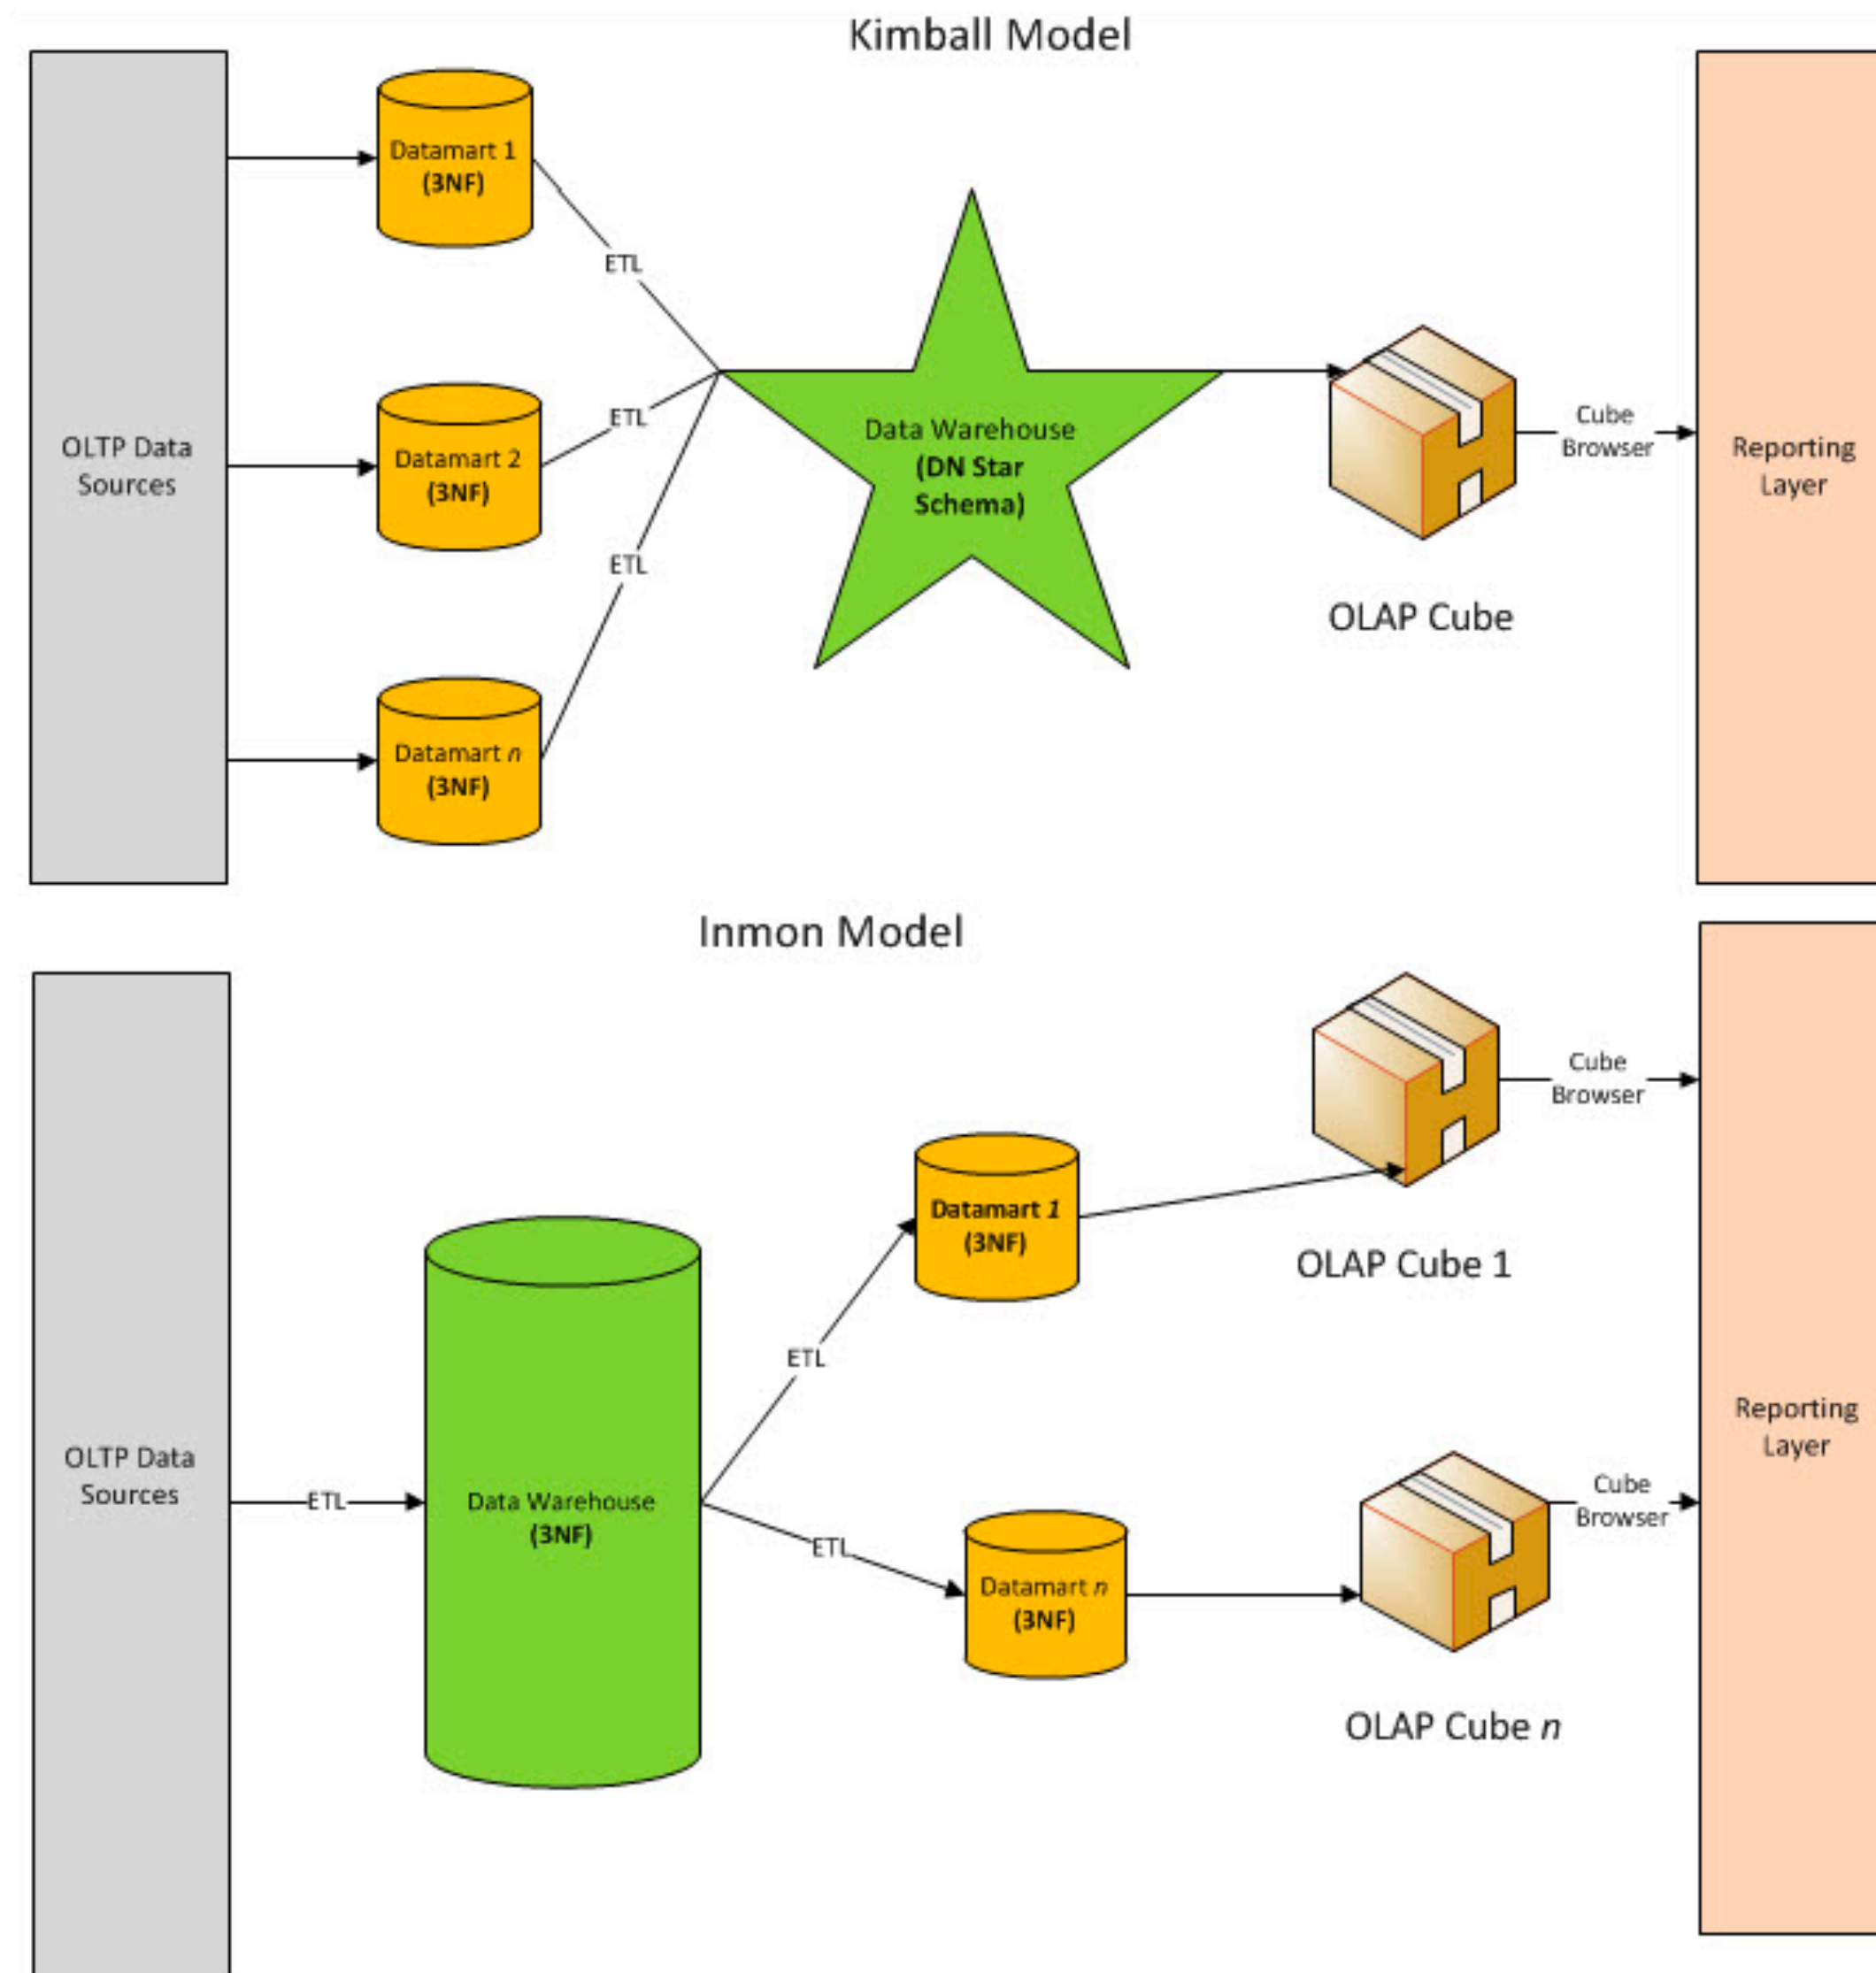 Kimball Model
OLTP Data
Sources
Datamart 1
(3NF)
ETL
Datamart 2
(3NF)
ETL
Datamart n
(3NF)
ETL
Data Warehouse
(DN Star
Schema)
OLAP Cube
Cube
Browser
Reporting
Layer
Inmon Model
OLTP Data
Sources
ETL
Data Warehouse
(3NF)
ETL
Datamart 1
(3NF)
OLAP Cube 1
Cube
Browser
ETL
Datamart n
(3NF)
OLAP Cube n
Cube
Browser
Reporting
Layer